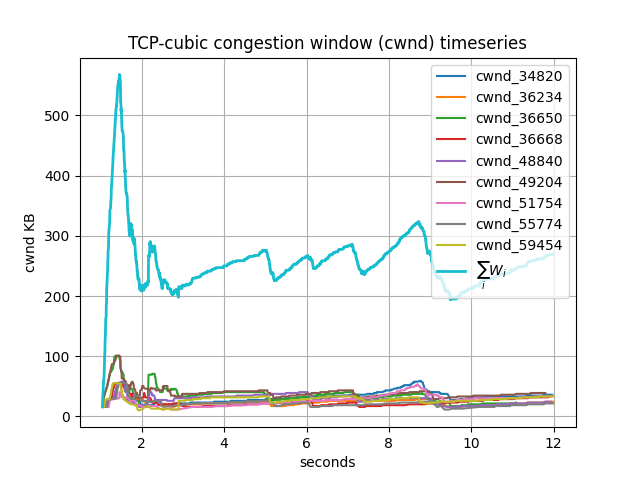 TCP-cubic congestion window (cwnd) timeseries
cwnd KB
500
400
300
200
100
0
cwnd_34820
cwnd_36234
cwnd_36650
cwnd_36668
cwnd_48840
cwnd_49204
cwnd_51754
cwnd_55774
cwnd_59454
∑ᵢ Wᵢ
2 4 6 8 10 12
seconds